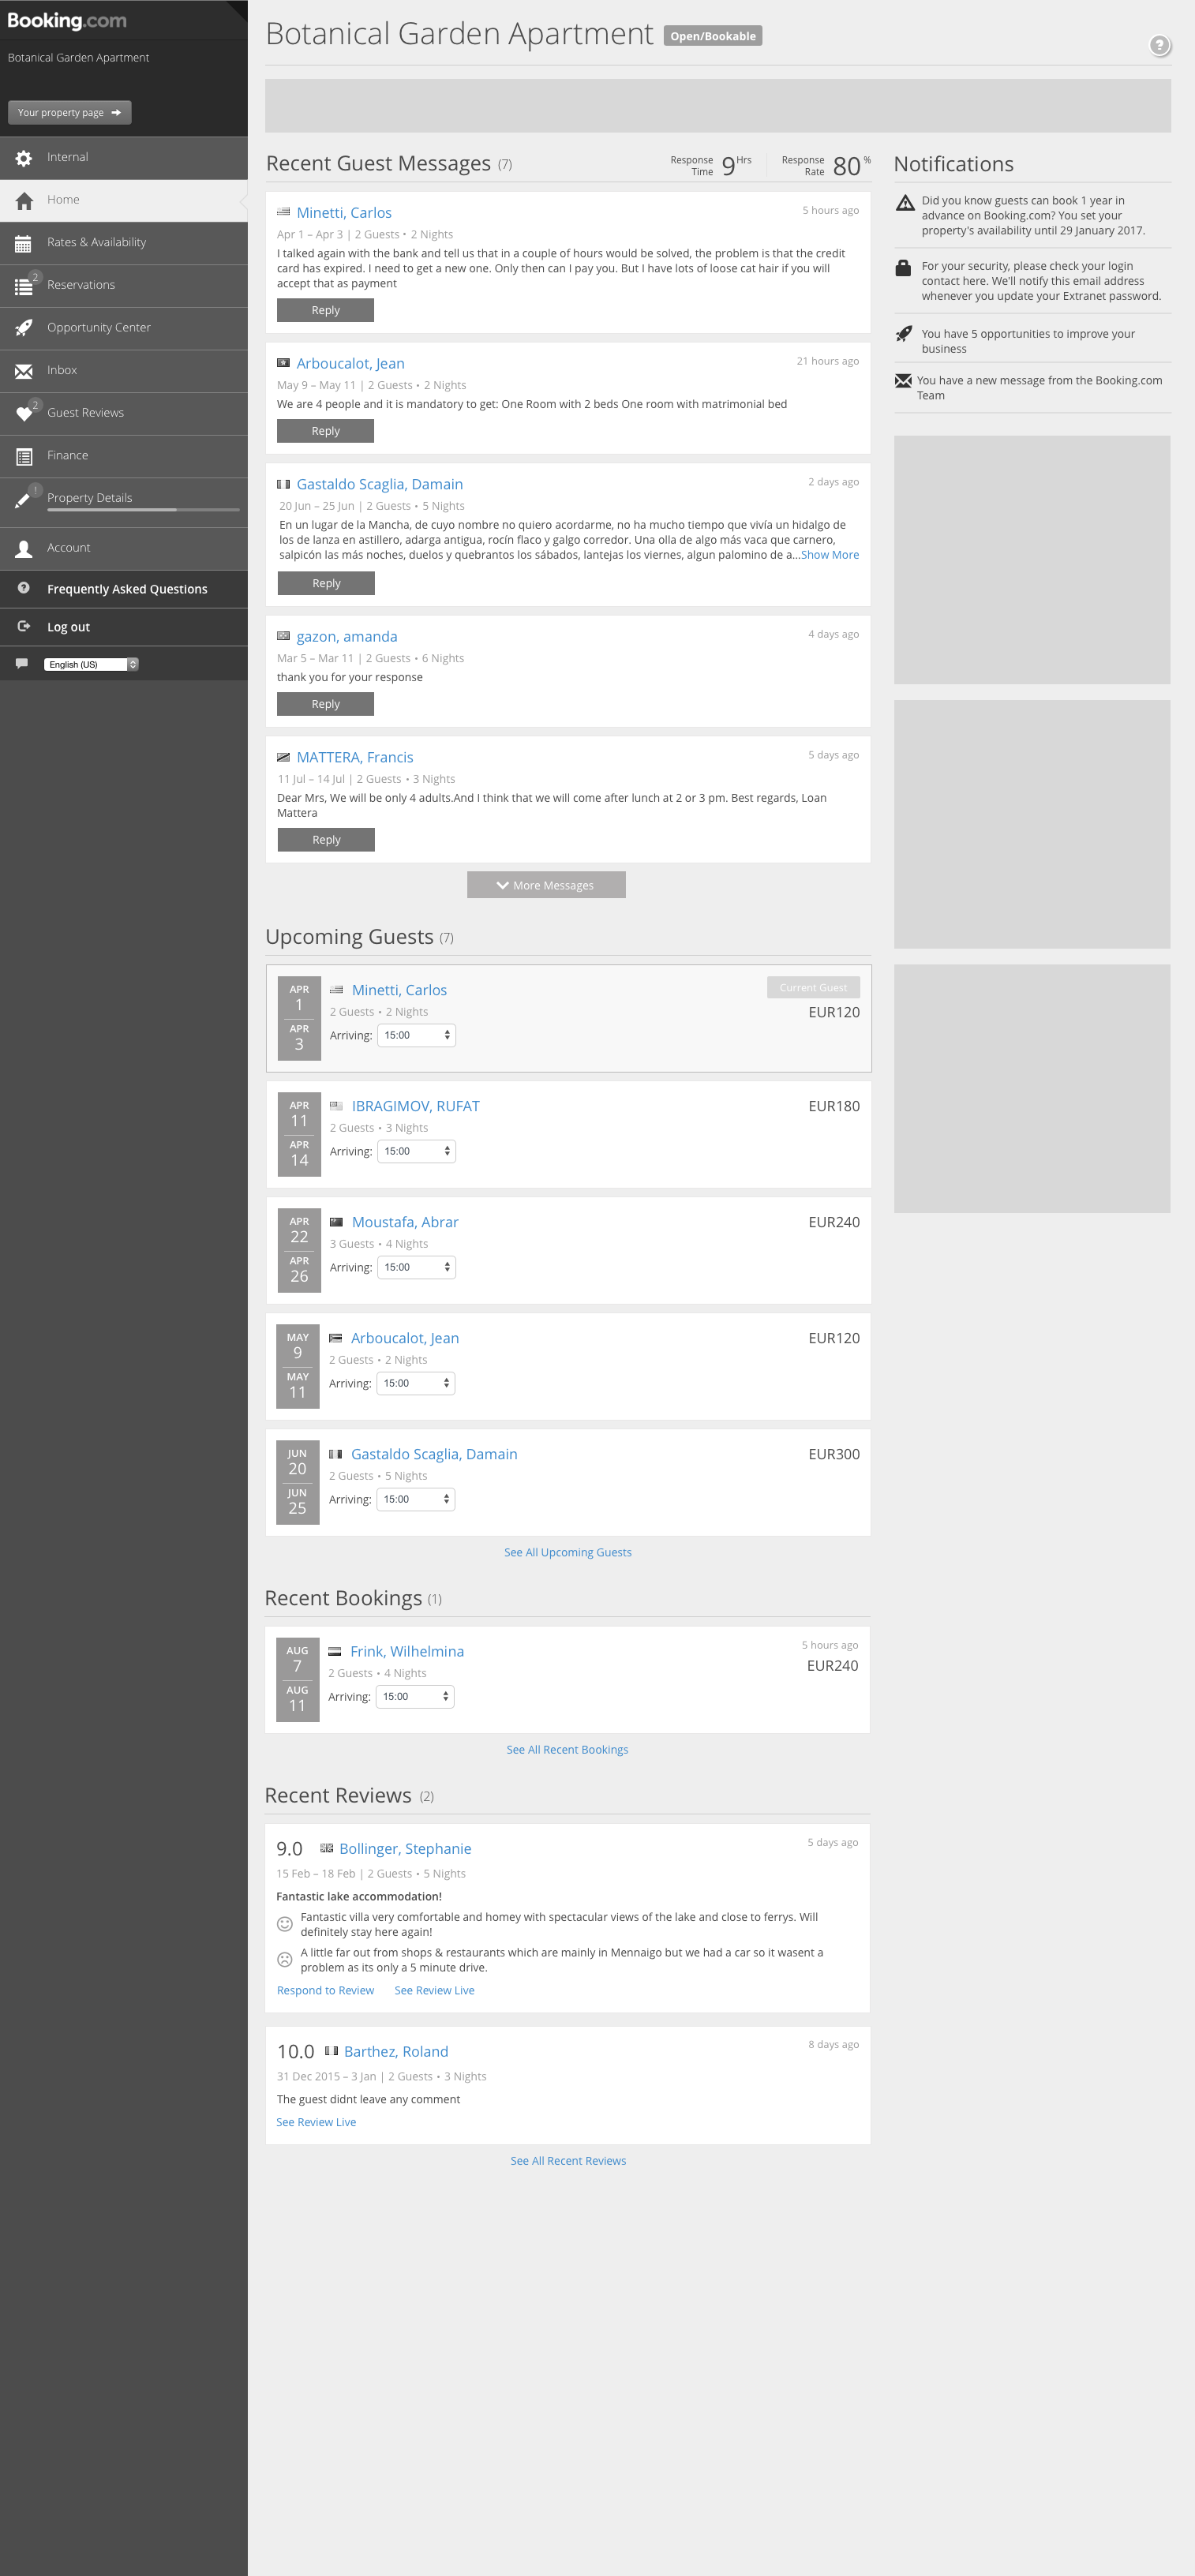 Booking.com
Botanical Garden Apartment
Your property page
Internal
Home
Rates & Availability
2
Reservations
Opportunity Center
Inbox
2
Guest Reviews
Finance
!
Property Details
Account
Frequently Asked Questions
Log out
English (US)
Botanical Garden Apartment
Open/Bookable
?
Recent Guest Messages (7)
Response Time 9 Hrs
Response Rate 80 %
Minetti, Carlos
5 hours ago
Apr 1 – Apr 3 | 2 Guests • 2 Nights
I talked again with the bank and tell us that in a couple of hours would be solved, the problem is that the credit
card has expired. I need to get a new one. Only then can I pay you. But I have lots of loose cat hair if you will
accept that as payment
Reply
Arboucalot, Jean
21 hours ago
May 9 – May 11 | 2 Guests • 2 Nights
We are 4 people and it is mandatory to get: One Room with 2 beds One room with matrimonial bed
Reply
Gastaldo Scaglia, Damain
2 days ago
20 Jun – 25 Jun | 2 Guests • 5 Nights
En un lugar de la Mancha, de cuyo nombre no quiero acordarme, no ha mucho tiempo que vivía un hidalgo de
los de lanza en astillero, adarga antigua, rocín flaco y galgo corredor. Una olla de algo más vaca que carnero,
salpicón las más noches, duelos y quebrantos los sábados, lantejas los viernes, algun palomino de a...Show More
Reply
gazon, amanda
4 days ago
Mar 5 – Mar 11 | 2 Guests • 6 Nights
thank you for your response
Reply
MATTERA, Francis
5 days ago
11 Jul – 14 Jul | 2 Guests • 3 Nights
Dear Mrs, We will be only 4 adults.And I think that we will come after lunch at 2 or 3 pm. Best regards, Loan
Mattera
Reply
More Messages
Upcoming Guests (7)
APR
1
APR
3
Minetti, Carlos
2 Guests • 2 Nights
Arriving: 15:00
Current Guest
EUR120
APR
11
APR
14
IBRAGIMOV, RUFAT
2 Guests • 3 Nights
Arriving: 15:00
EUR180
APR
22
APR
26
Moustafa, Abrar
3 Guests • 4 Nights
Arriving: 15:00
EUR240
MAY
9
MAY
11
Arboucalot, Jean
2 Guests • 2 Nights
Arriving: 15:00
EUR120
JUN
20
JUN
25
Gastaldo Scaglia, Damain
2 Guests • 5 Nights
Arriving: 15:00
EUR300
See All Upcoming Guests
Recent Bookings (1)
AUG
7
AUG
11
Frink, Wilhelmina
2 Guests • 4 Nights
Arriving: 15:00
5 hours ago
EUR240
See All Recent Bookings
Recent Reviews (2)
9.0 Bollinger, Stephanie
5 days ago
15 Feb – 18 Feb | 2 Guests • 5 Nights
Fantastic lake accommodation!
Fantastic villa very comfortable and homey with spectacular views of the lake and close to ferrys. Will
definitely stay here again!
A little far out from shops & restaurants which are mainly in Mennaigo but we had a car so it wasent a
problem as its only a 5 minute drive.
Respond to Review See Review Live
10.0 Barthez, Roland
8 days ago
31 Dec 2015 – 3 Jan | 2 Guests • 3 Nights
The guest didnt leave any comment
See Review Live
See All Recent Reviews
Notifications
Did you know guests can book 1 year in
advance on Booking.com? You set your
property's availability until 29 January 2017.
For your security, please check your login
contact here. We'll notify this email address
whenever you update your Extranet password.
You have 5 opportunities to improve your
business
You have a new message from the Booking.com
Team